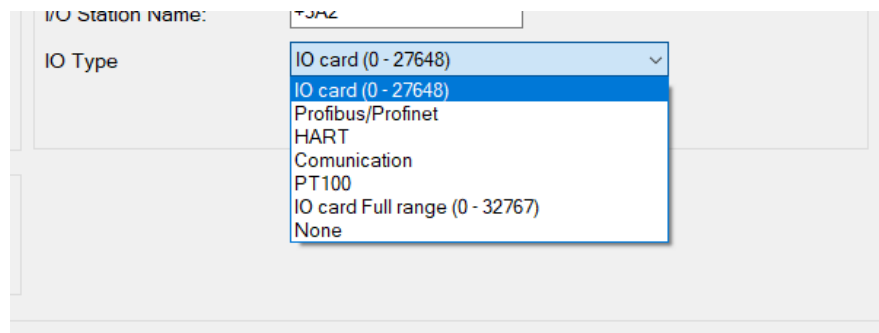 I/O Station Name: +3A2
IO Type IO card (0 - 27648)
IO card (0 - 27648)
Profibus/Profinet
HART
Comunication
PT100
IO card Full range (0 - 32767)
None